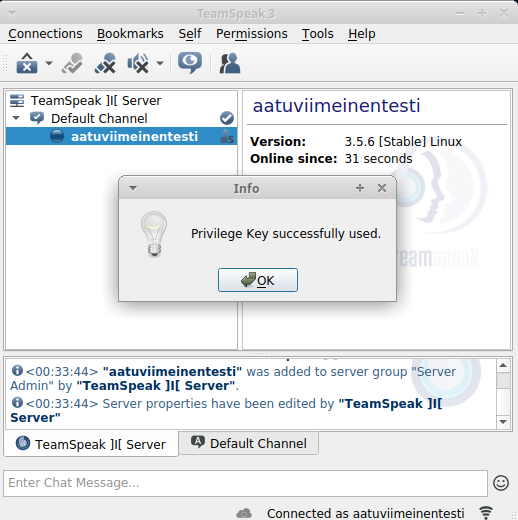 TeamSpeak 3
Connections Bookmarks Self Permissions Tools Help
TeamSpeak ]I[ Server
Default Channel
aatuviimeinentesti
aatuviimeinentesti
Version: 3.5.6 [Stable] Linux
Online since: 31 seconds
teamspeak
Info
Privilege Key successfully used.
OK
<00:33:44> "aatuviimeinentesti" was added to server group "Server
Admin" by "TeamSpeak ]I[ Server".
<00:33:44> Server properties have been edited by "TeamSpeak ]I[
Server"
TeamSpeak ]I[ Server
Default Channel
Enter Chat Message...
Connected as aatuviimeinentesti